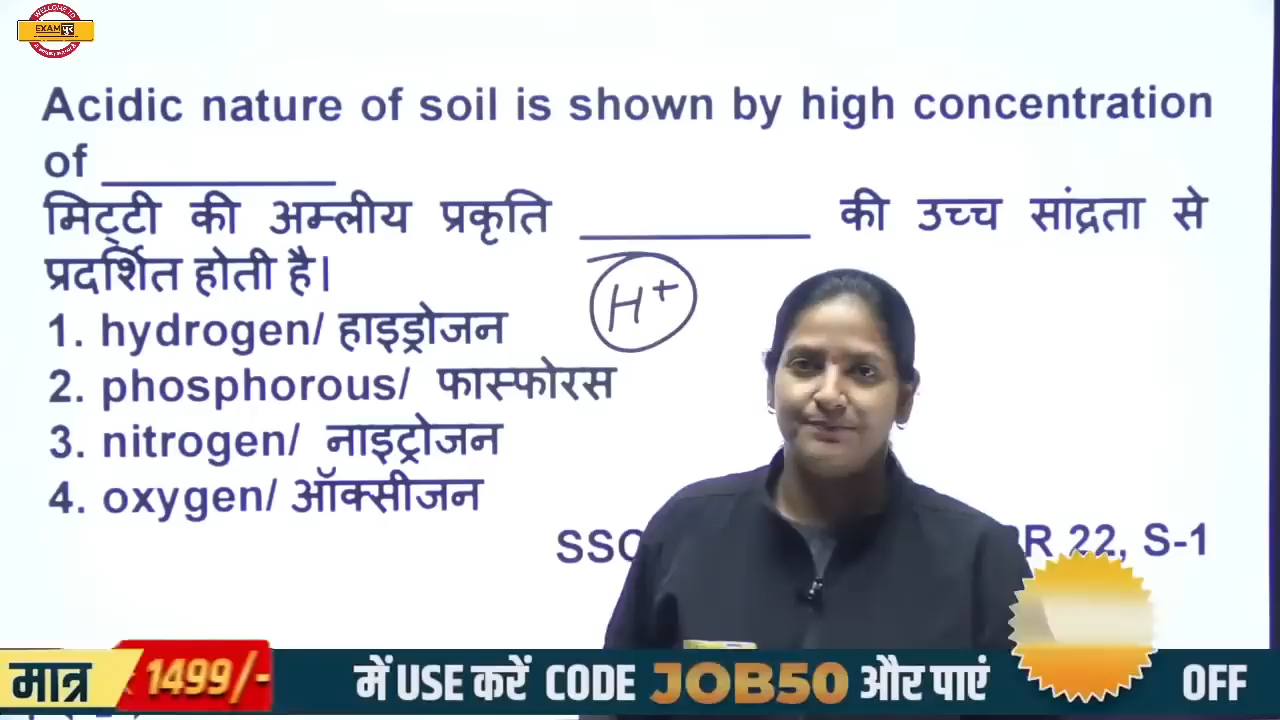 WELCOME TO
EXAM पुर
Acidic nature of soil is shown by high concentration
of __________
मिट्टी की अम्लीय प्रकृति __________ की उच्च सांद्रता से
प्रदर्शित होती है।
H+
1. hydrogen/ हाइड्रोजन
2. phosphorous/ फास्फोरस
3. nitrogen/ नाइट्रोजन
4. oxygen/ ऑक्सीजन
22, S-1
मात्र 1499/- में USE करें CODE JOB50 और पाएं OFF